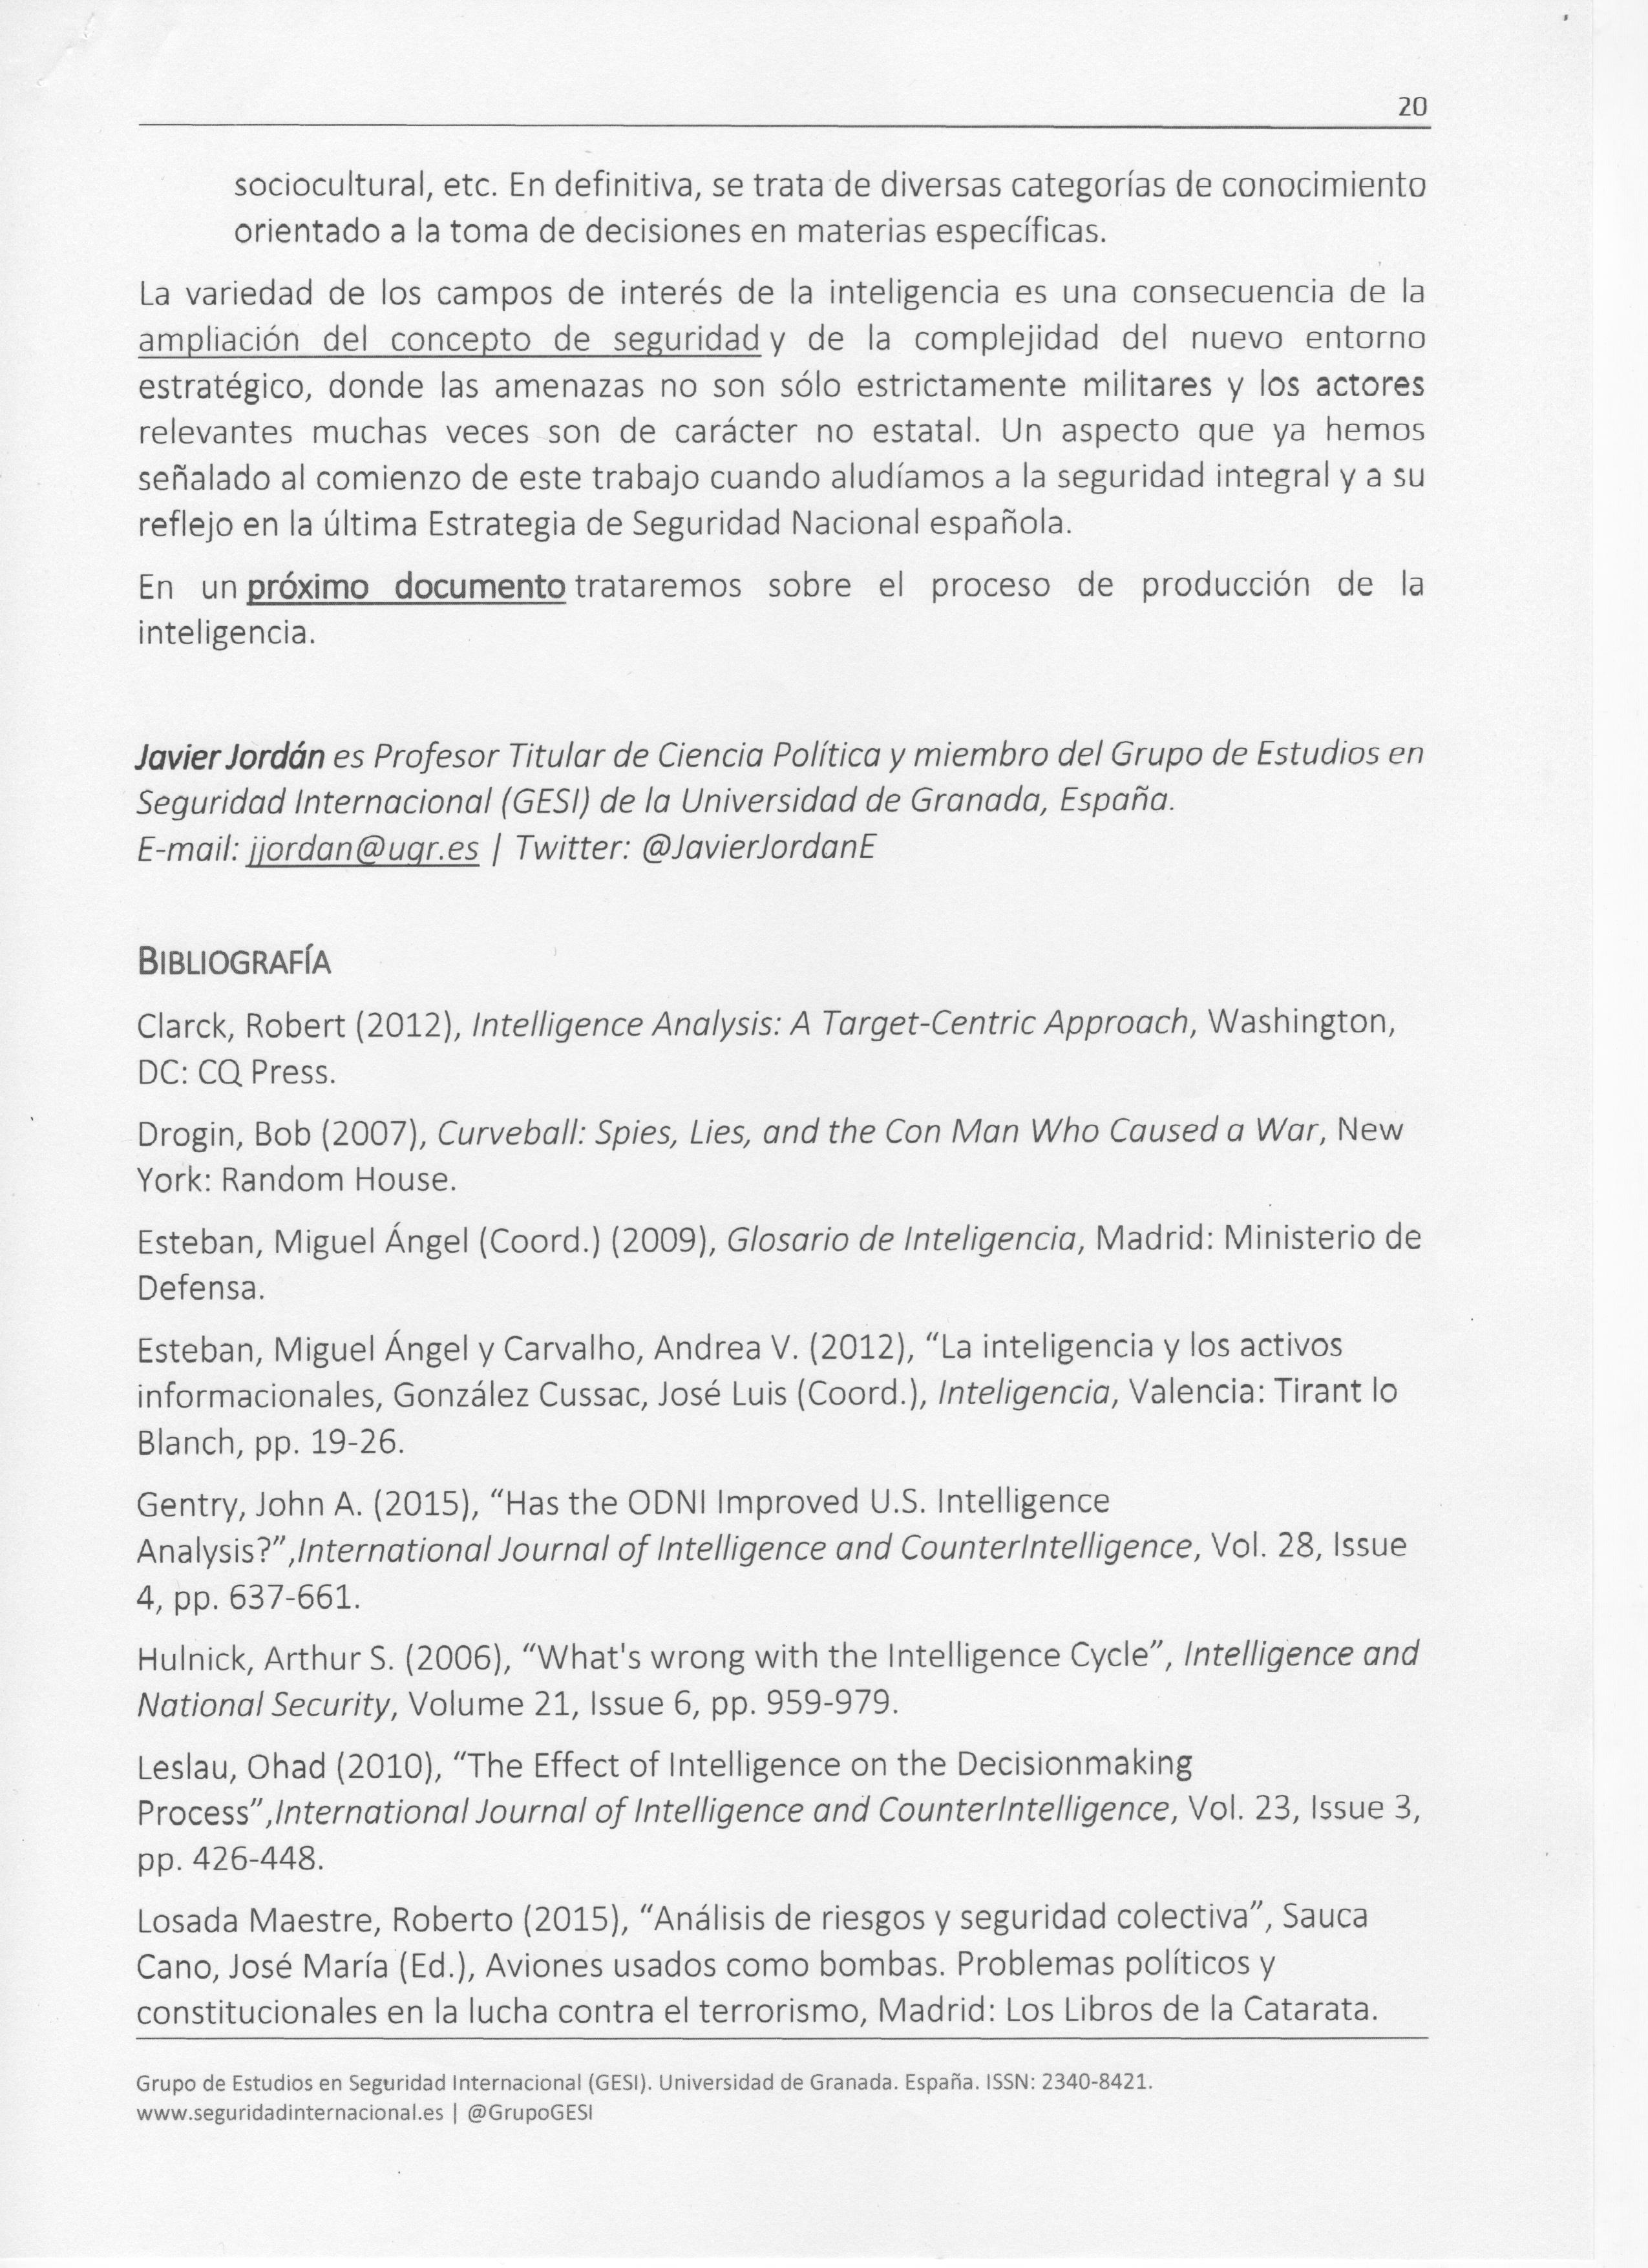 20
sociocultural, etc. En definitiva, se trata de diversas categorías de conocimiento
orientado a la toma de decisiones en materias específicas.
La variedad de los campos de interés de la inteligencia es una consecuencia de la
ampliación del concepto de seguridad y de la complejidad del nuevo entorno
estratégico, donde las amenazas no son sólo estrictamente militares y los actores
relevantes muchas veces son de carácter no estatal. Un aspecto que ya hemos
señalado al comienzo de este trabajo cuando aludíamos a la seguridad integral y a su
reflejo en la última Estrategia de Seguridad Nacional española.
En un próximo documento trataremos sobre el proceso de producción de la
inteligencia.
Javier Jordán es Profesor Titular de Ciencia Política y miembro del Grupo de Estudios en
Seguridad Internacional (GESI) de la Universidad de Granada, España.
E-mail: jjordan@ugr.es | Twitter: @JavierJordanE
BIBLIOGRAFÍA
Clarck, Robert (2012), Intelligence Analysis: A Target-Centric Approach, Washington,
DC: CQ Press.
Drogin, Bob (2007), Curveball: Spies, Lies, and the Con Man Who Caused a War, New
York: Random House.
Esteban, Miguel Ángel (Coord.) (2009), Glosario de Inteligencia, Madrid: Ministerio de
Defensa.
Esteban, Miguel Ángel y Carvalho, Andrea V. (2012), “La inteligencia y los activos
informacionales, González Cussac, José Luis (Coord.), Inteligencia, Valencia: Tirant lo
Blanch, pp. 19-26.
Gentry, John A. (2015), “Has the ODNI Improved U.S. Intelligence
Analysis?”,International Journal of Intelligence and CounterIntelligence, Vol. 28, Issue
4, pp. 637-661.
Hulnick, Arthur S. (2006), “What's wrong with the Intelligence Cycle”, Intelligence and
National Security, Volume 21, Issue 6, pp. 959-979.
Leslau, Ohad (2010), “The Effect of Intelligence on the Decisionmaking
Process”,International Journal of Intelligence and CounterIntelligence, Vol. 23, Issue 3,
pp. 426-448.
Losada Maestre, Roberto (2015), “Análisis de riesgos y seguridad colectiva”, Sauca
Cano, José María (Ed.), Aviones usados como bombas. Problemas políticos y
constitucionales en la lucha contra el terrorismo, Madrid: Los Libros de la Catarata.
Grupo de Estudios en Seguridad Internacional (GESI). Universidad de Granada. España. ISSN: 2340-8421.
www.seguridadinternacional.es | @GrupoGESI